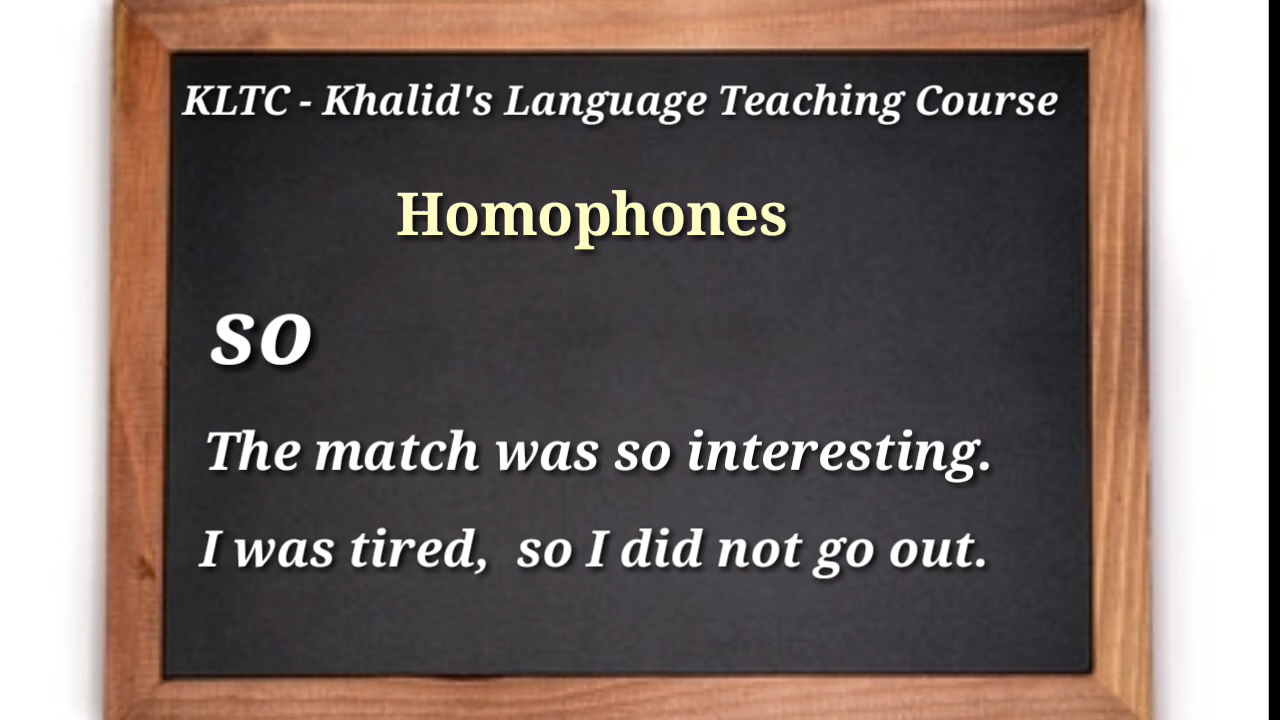 KLTC - Khalid's Language Teaching Course
Homophones
so
The match was so interesting.
I was tired, so I did not go out.